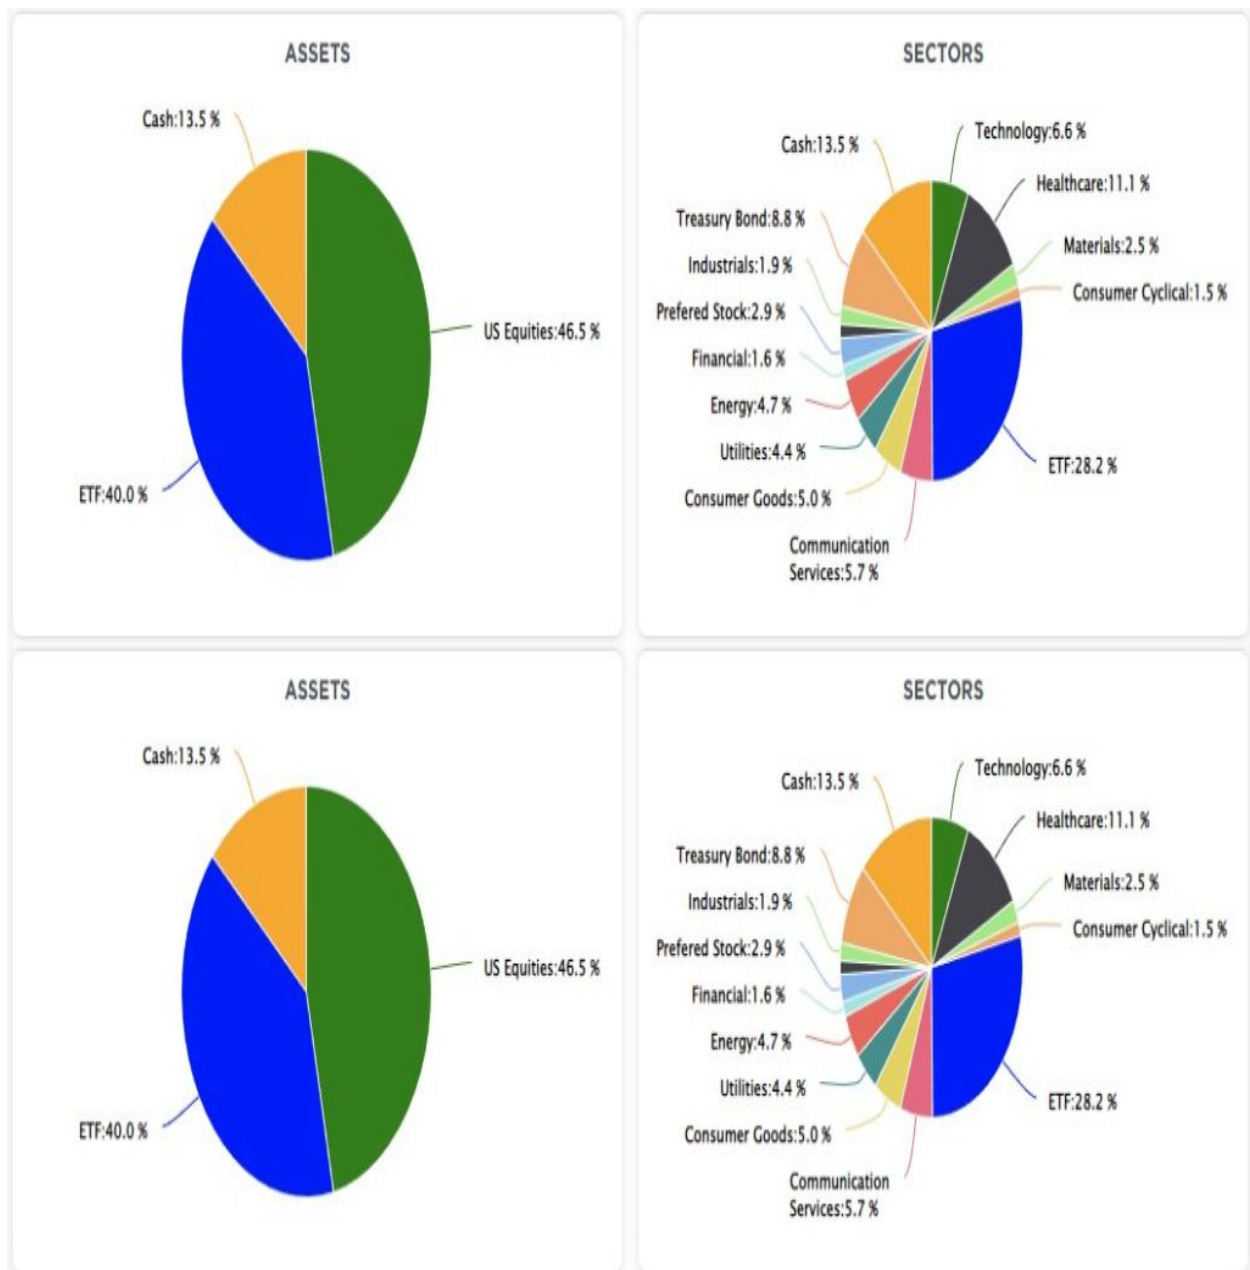 ASSETS
Cash:13.5 %
US Equities:46.5 %
ETF:40.0 %
SECTORS
Cash:13.5 %
Technology:6.6 %
Healthcare:11.1 %
Treasury Bond:8.8 %
Materials:2.5 %
Industrials:1.9 %
Consumer Cyclical:1.5 %
Prefered Stock:2.9 %
Financial:1.6 %
Energy:4.7 %
Utilities:4.4 %
ETF:28.2 %
Consumer Goods:5.0 %
Communication
Services:5.7 %
ASSETS
Cash:13.5 %
US Equities:46.5 %
ETF:40.0 %
SECTORS
Cash:13.5 %
Technology:6.6 %
Healthcare:11.1 %
Treasury Bond:8.8 %
Materials:2.5 %
Industrials:1.9 %
Consumer Cyclical:1.5 %
Prefered Stock:2.9 %
Financial:1.6 %
Energy:4.7 %
Utilities:4.4 %
ETF:28.2 %
Consumer Goods:5.0 %
Communication
Services:5.7 %